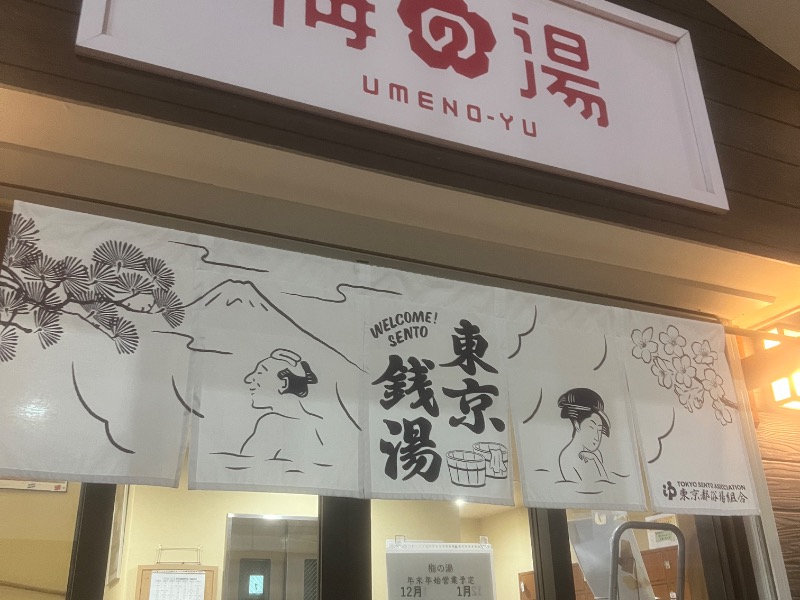 梅の湯
UMENO-YU
WELCOME!
SENTO
東京
銭湯
TOKYO SENTO ASSOCIATION
東京都浴場組合
梅の湯
年末年始営業予定
12月 1月